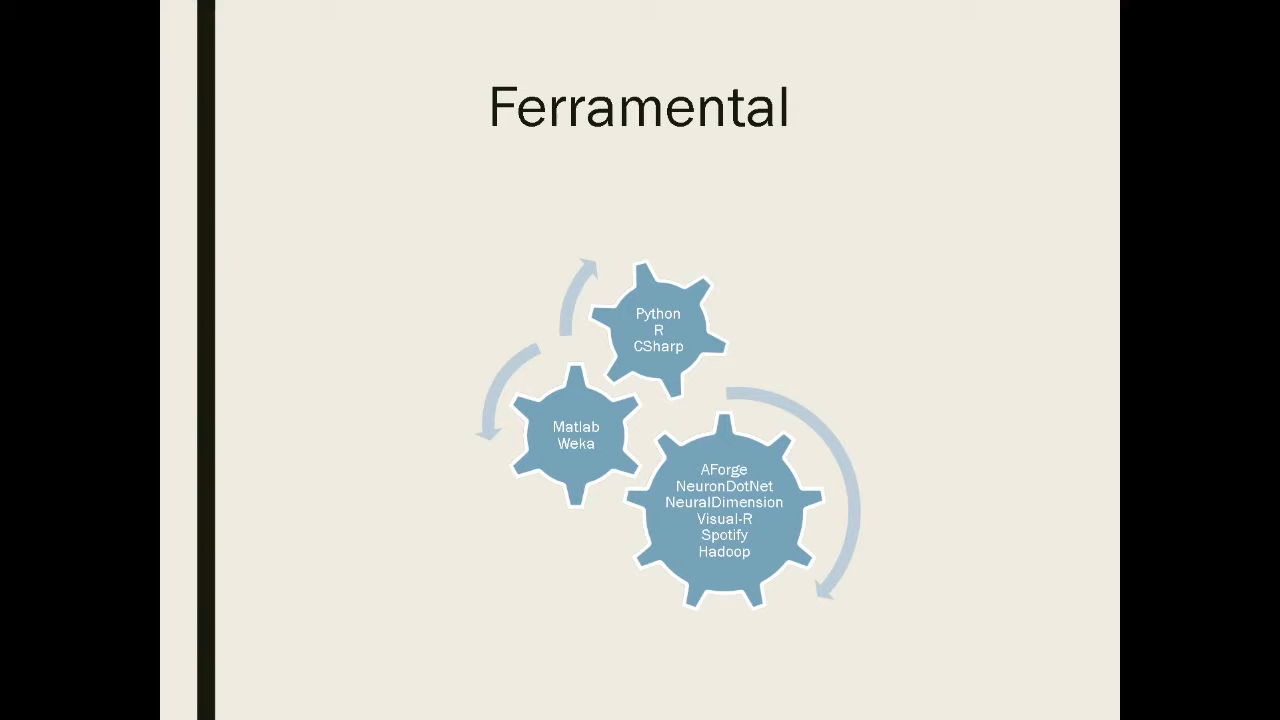 Ferramental
Python
R
CSharp
Matlab
Weka
AForge
NeuronDotNet
NeuralDimension
Visual-R
Spotify
Hadoop